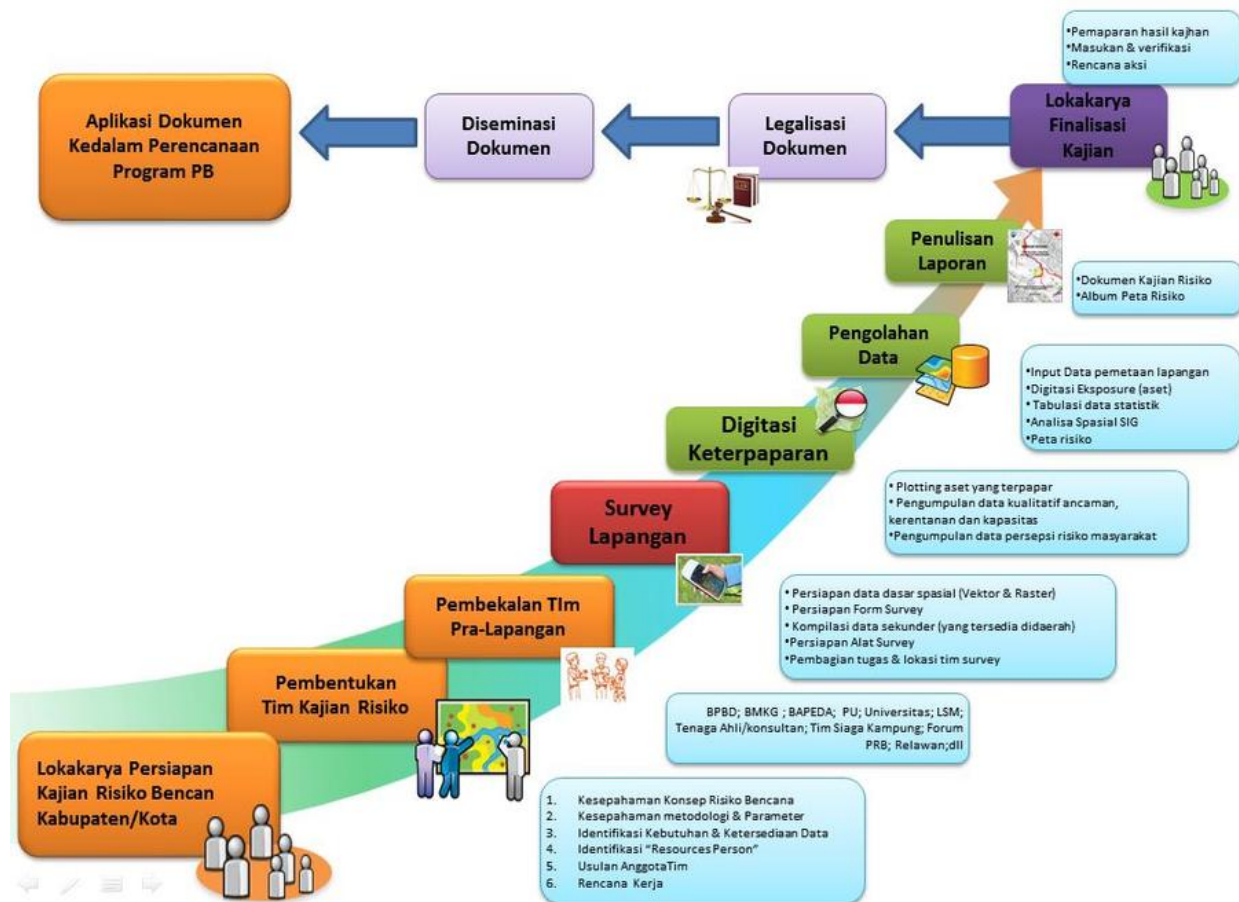 •Pemaparan hasil kajhan
•Masukan & verifikasi
•Rencana aksi
Aplikasi Dokumen
Kedalam Perencanaan
Program PB
Diseminasi
Dokumen
Legalisasi
Dokumen
Lokakarya
Finalisasi
Kajian
Penulisan
Laporan
•Dokumen Kajian Risiko
•Album Peta Risiko
Pengolahan
Data
•Input Data pemetaan lapangan
•Digitasi Eksposure (aset)
•Tabulasi data statistik
•Analisa Spasial SIG
•Peta risiko
Digitasi
Keterpaparan
•Plotting aset yang terpapar
•Pengumpulan data kualitatif ancaman,
kerentanan dan kapasitas
•Pengumpulan data persepsi risiko masyarakat
Survey
Lapangan
•Persiapan data dasar spasial (Vektor & Raster)
•Persiapan Form Survey
•Kompilasi data sekunder (yang tersedia didaerah)
•Persiapan Alat Survey
•Pembagian tugas & lokasi tim survey
Pembekalan TIm
Pra-Lapangan
Pembentukan
Tim Kajian Risiko
BPBD; BMKG ; BAPEDA; PU; Universitas; LSM;
Tenaga Ahli/konsultan; Tim Siaga Kampung; Forum
PRB; Relawan;dll
Lokakarya Persiapan
Kajian Risiko Bencan
Kabupaten/Kota
1. Kesepahaman Konsep Risiko Bencana
2. Kesepahaman metodologi & Parameter
3. Identifikasi Kebutuhan & Ketersediaan Data
4. Identifikasi “Resources Person”
5. Usulan AnggotaTim
6. Rencana Kerja